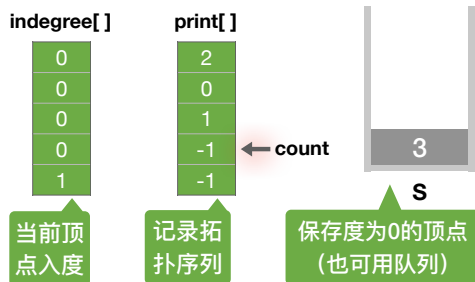 indegree[ ]
print[ ]
0
0
0
0
1
2
0
1
-1
-1
count
3
S
当前顶
点入度
记录拓
扑序列
保存度为0的顶点
（也可用队列）